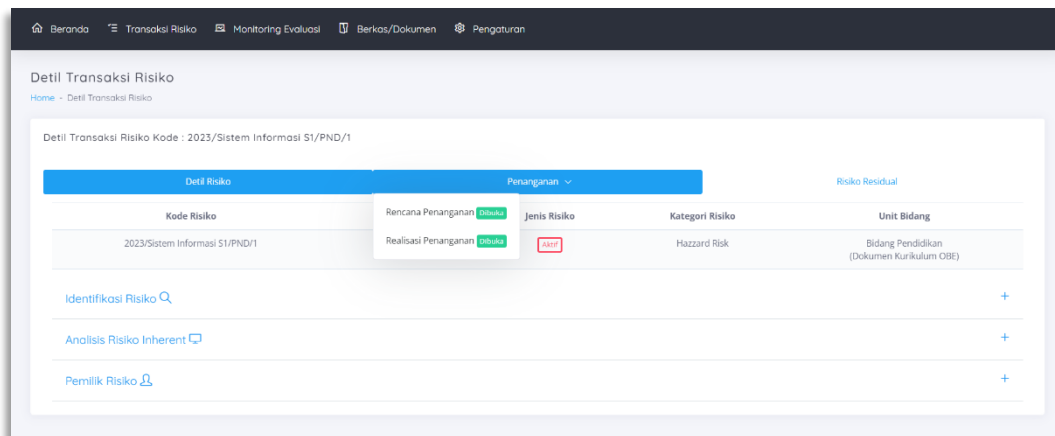 Beranda Transaksi Risiko Monitoring Evaluasi Berkas/Dokumen Pengaturan
Detil Transaksi Risiko
Home - Detil Transaksi Risiko
Detil Transaksi Risiko Kode : 2023/Sistem Informasi S1/PND/1
Detil Risiko Penanganan Risiko Residual
Rencana Penanganan Dibuka
Realisasi Penanganan Dibuka
Kode Risiko Jenis Risiko Kategori Risiko Unit Bidang
2023/Sistem Informasi S1/PND/1 Aktif Hazzard Risk Bidang Pendidikan
(Dokumen Kurikulum OBE)
Identifikasi Risiko +
Analisis Risiko Inherent +
Pemilik Risiko +